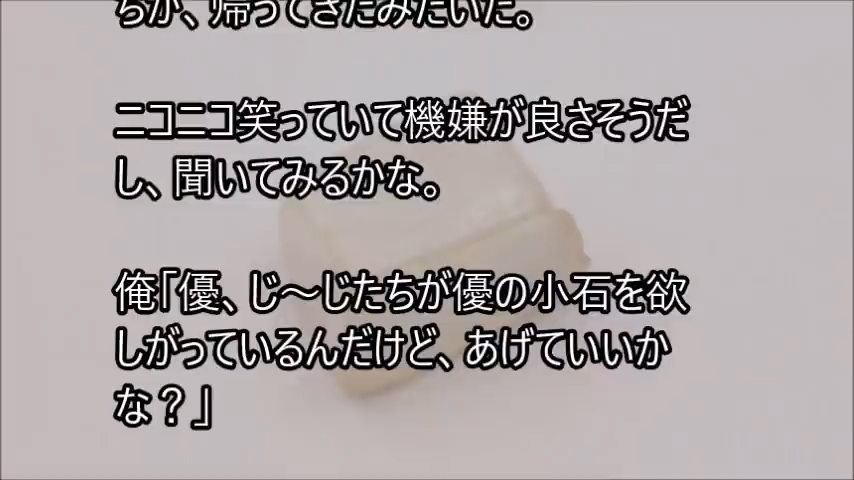 ちが、帰ってきたみたいだ。
ニコニコ笑っていて機嫌が良さそうだ
し、聞いてみるかな。
俺「優、じ〜じたちが優の小石を欲
しがっているんだけど、あげていいか
な？」